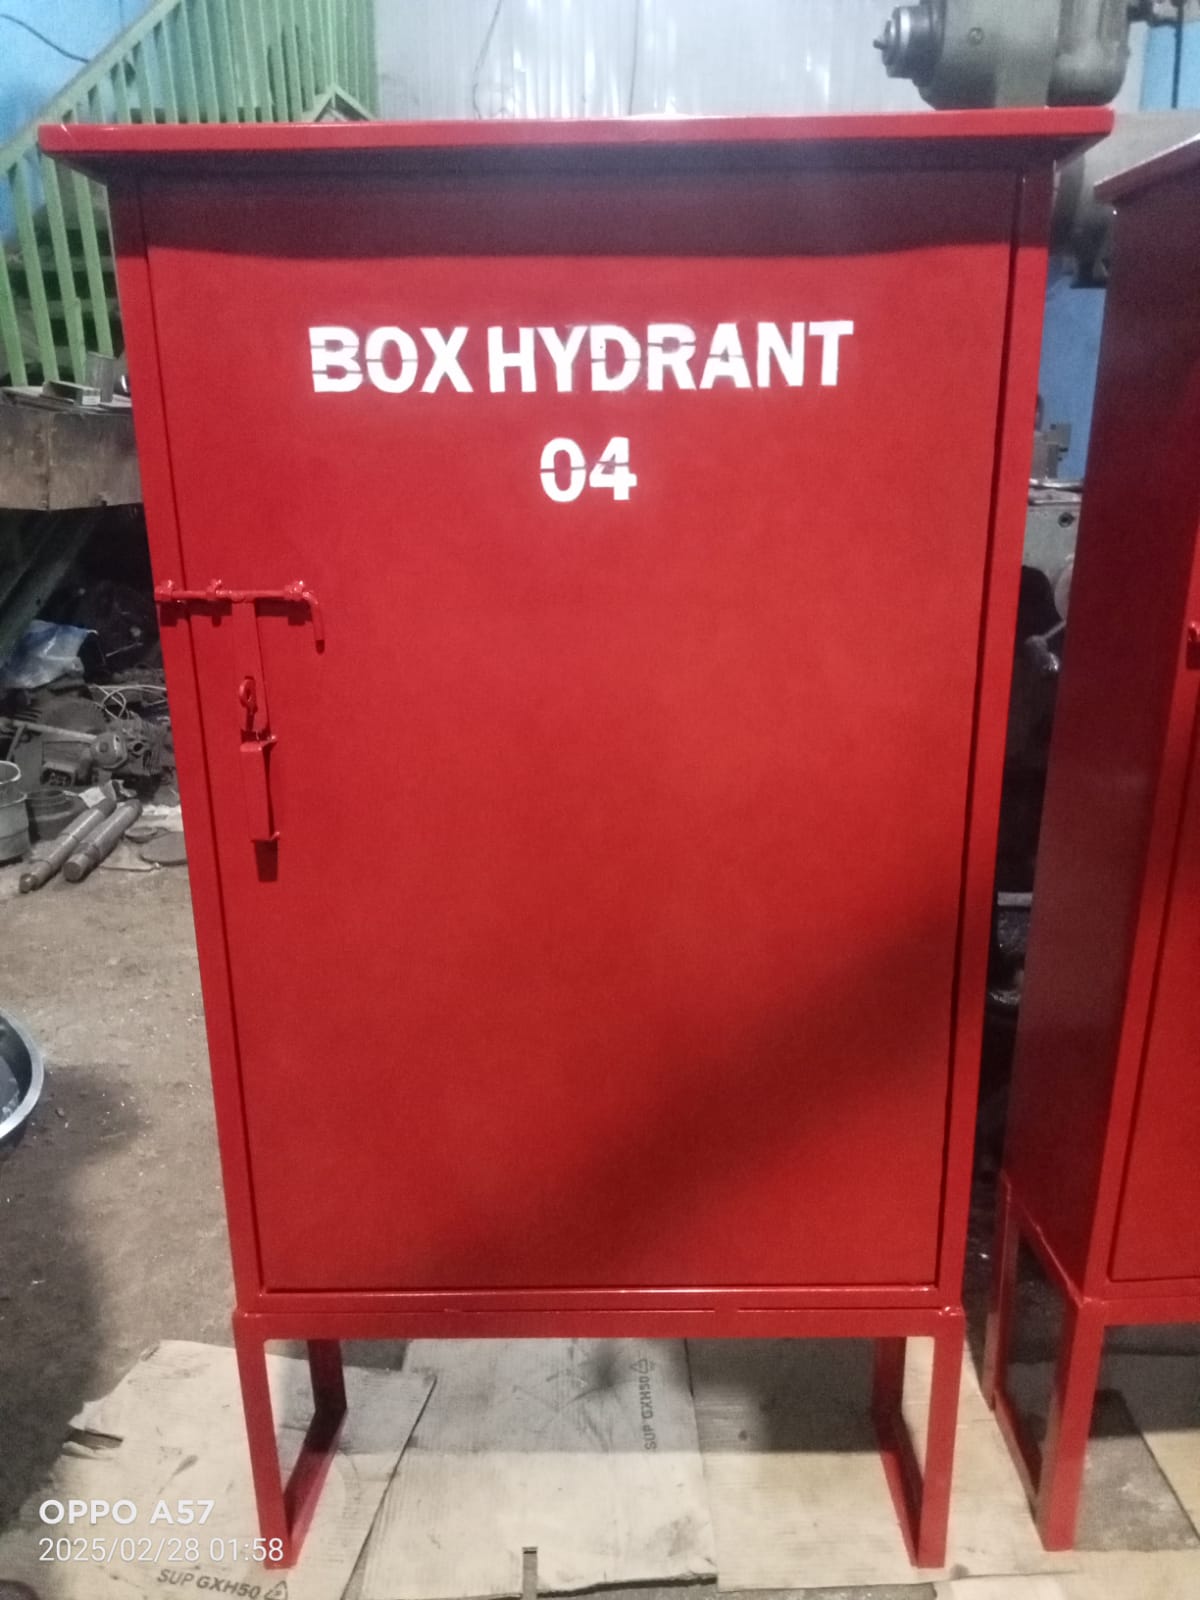 BOX HYDRANT
04
SUP GXH50
OPPO A57
2025/02/28 01:58
SUP GXH50